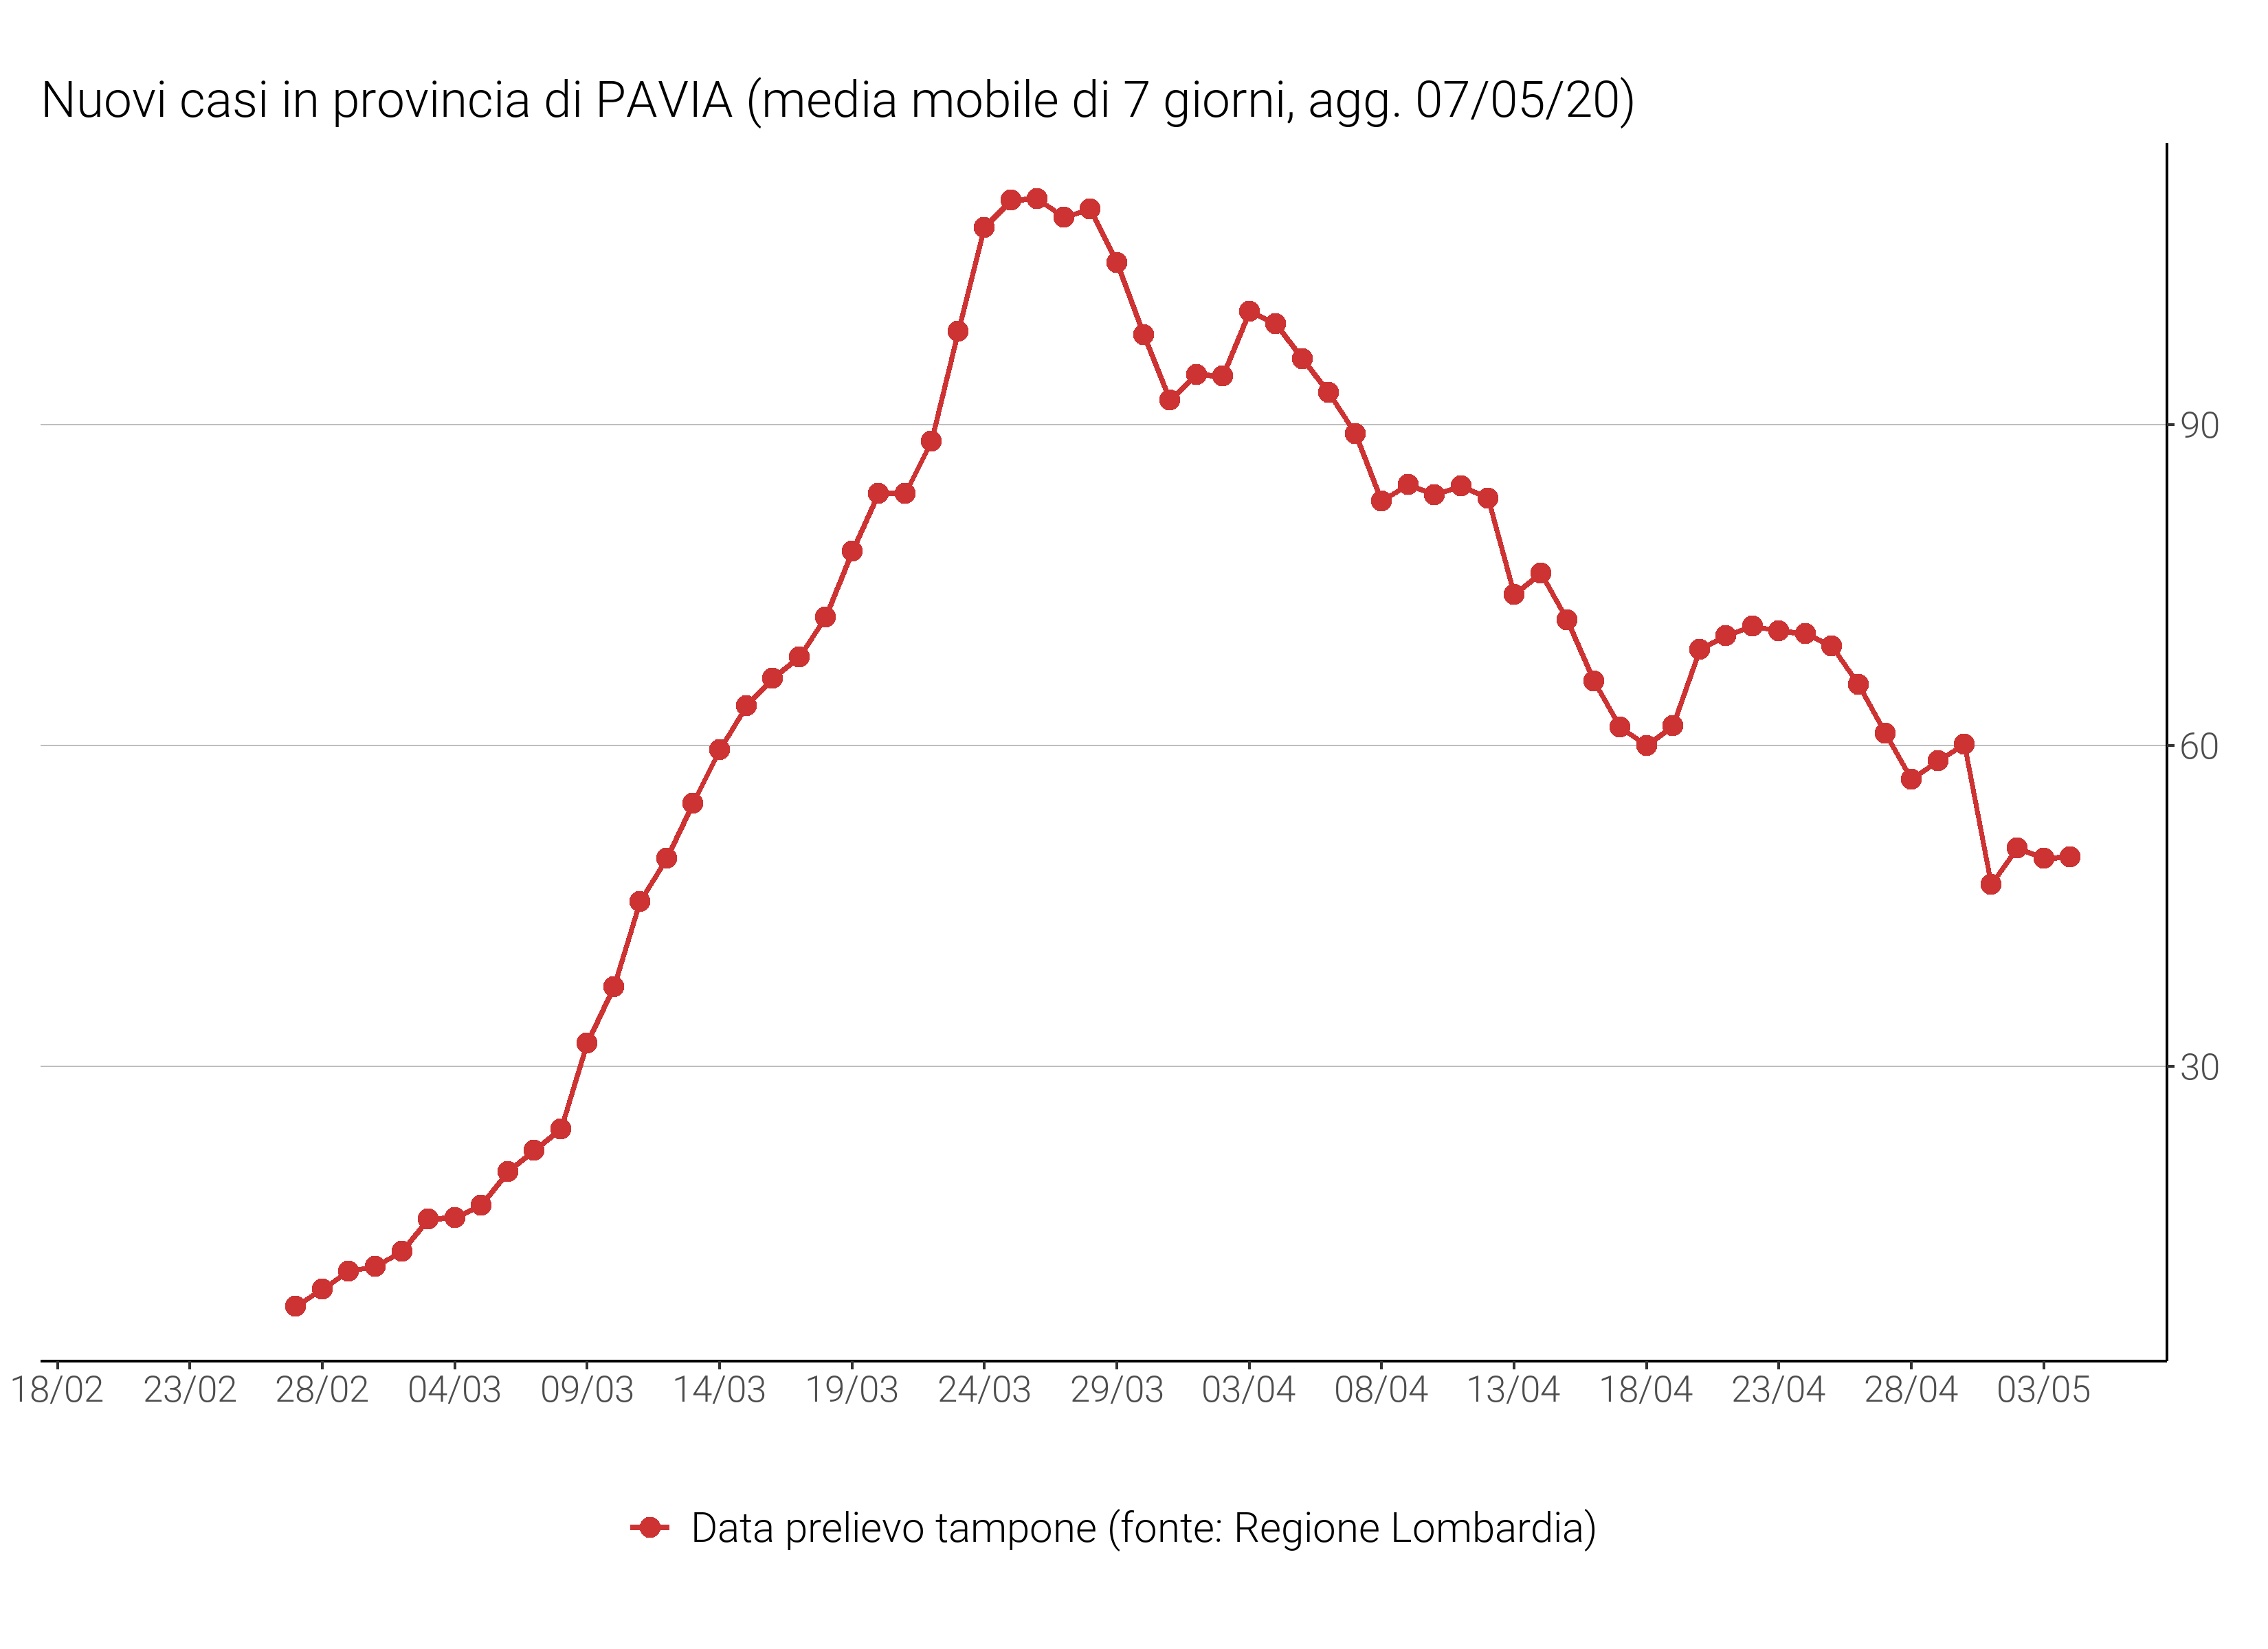 Nuovi casi in provincia di PAVIA (media mobile di 7 giorni, agg. 07/05/20)
90
60
30
18/02 23/02 28/02 04/03 09/03 14/03 19/03 24/03 29/03 03/04 08/04 13/04 18/04 23/04 28/04 03/05
Data prelievo tampone (fonte: Regione Lombardia)